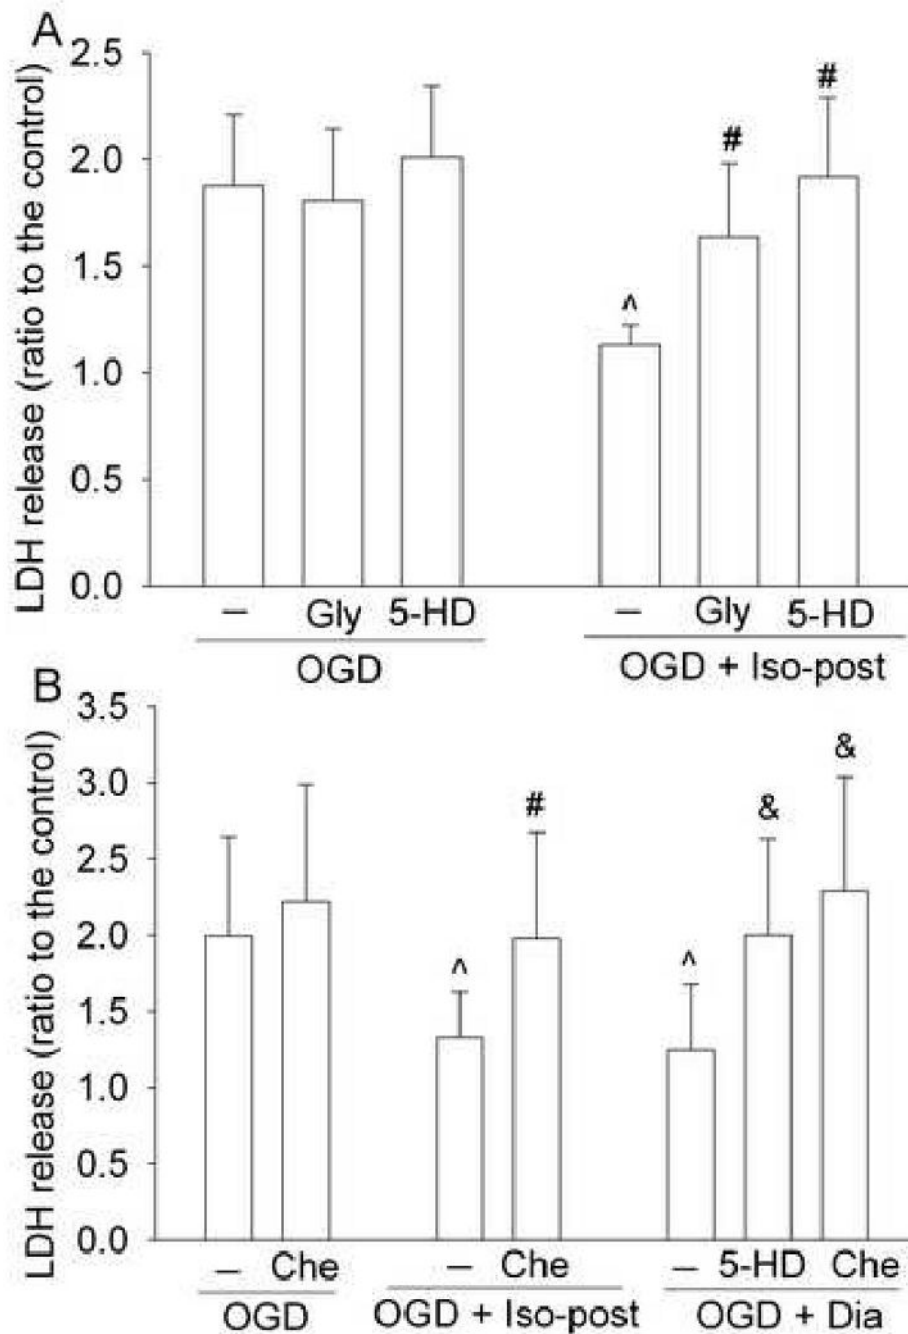 A
LDH release (ratio to the control)
2.5
2.0
1.5
1.0
0.5
0.0
^
#
#
– Gly 5-HD – Gly 5-HD
OGD OGD + Iso-post
B
LDH release (ratio to the control)
3.5
3.0
2.5
2.0
1.5
1.0
0.5
0.0
^
#
^
&
&
– Che – Che – 5-HD Che
OGD OGD + Iso-post OGD + Dia